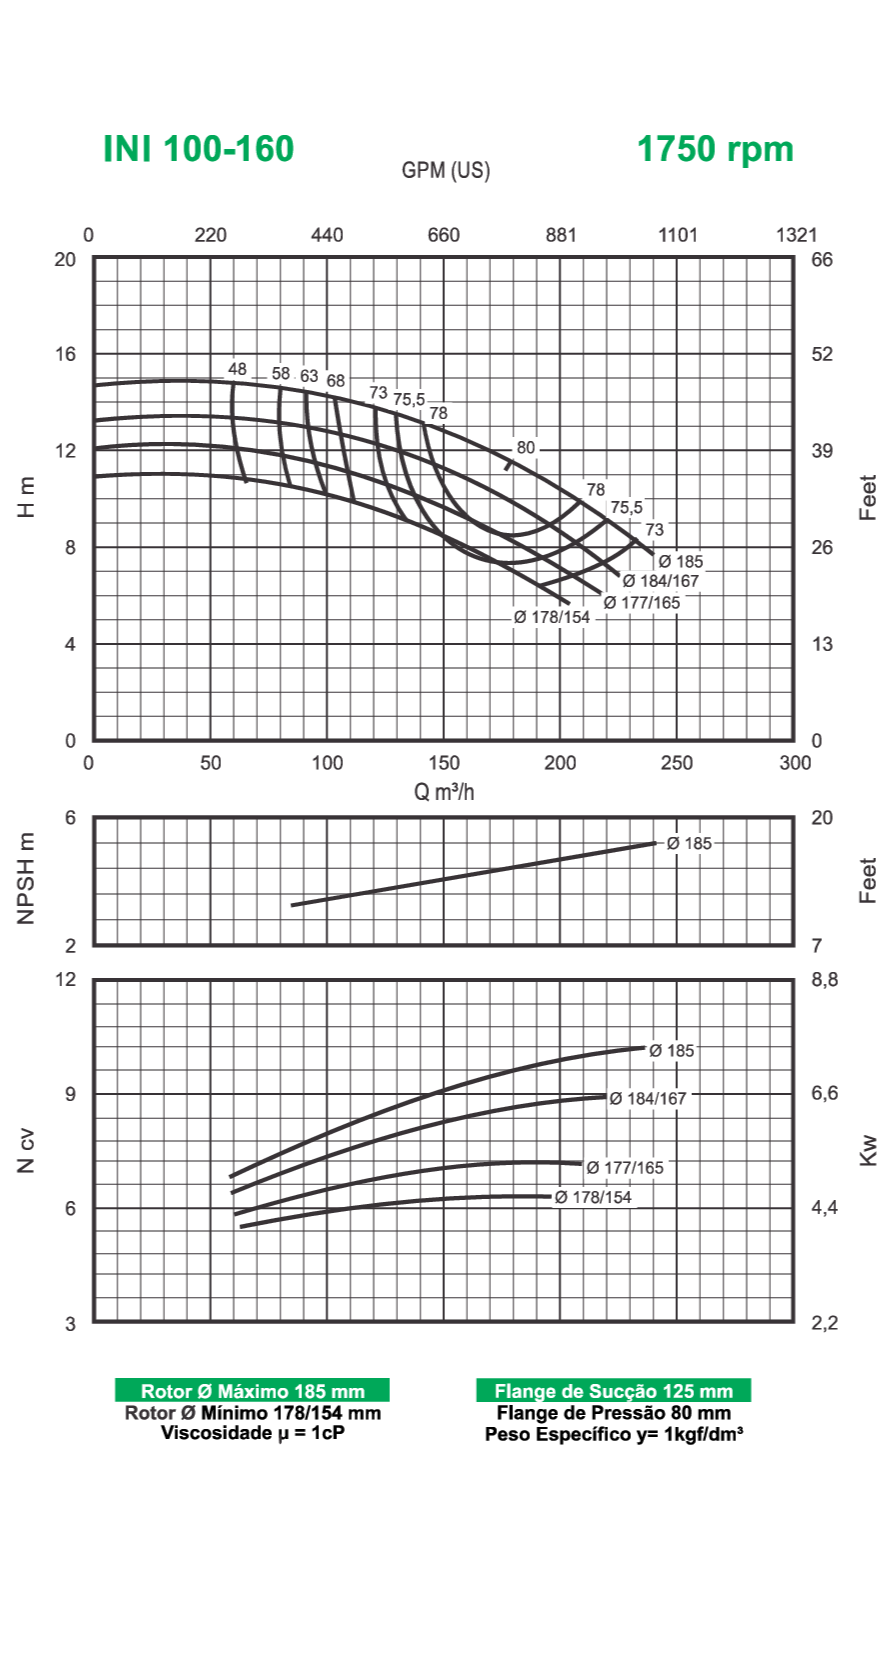 INI 100-160 1750 rpm
GPM (US)
0 220 440 660 881 1101 1321
20 66
48 58 63 68
16 52
73 75,5 78
80
12 39
78
75,5
73
H m Feet
8 26
Ø 185
Ø 184/167
Ø 177/165
Ø 178/154
4 13
0 0
0 50 100 150 200 250 300
Q m³/h
6 20
Ø 185
NPSH m Feet
2 7
12 8,8
Ø 185
9 6,6
Ø 184/167
N cv Kw
Ø 177/165
Ø 178/154
6 4,4
3 2,2
Rotor Ø Máximo 185 mm
Rotor Ø Mínimo 178/154 mm
Viscosidade µ = 1cP
Flange de Sucção 125 mm
Flange de Pressão 80 mm
Peso Específico y= 1kgf/dm³